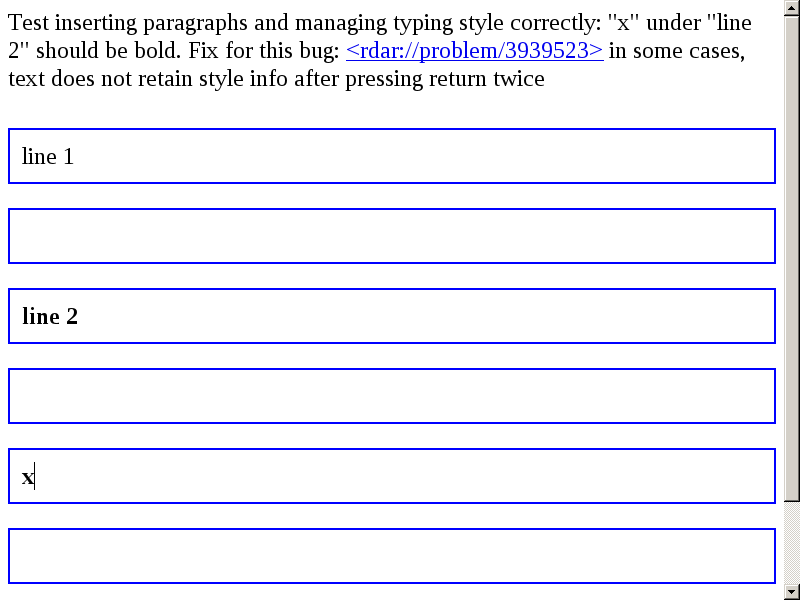 Test inserting paragraphs and managing typing style correctly: "x" under "line
2" should be bold. Fix for this bug: <rdar://problem/3939523> in some cases,
text does not retain style info after pressing return twice
line 1
line 2
x